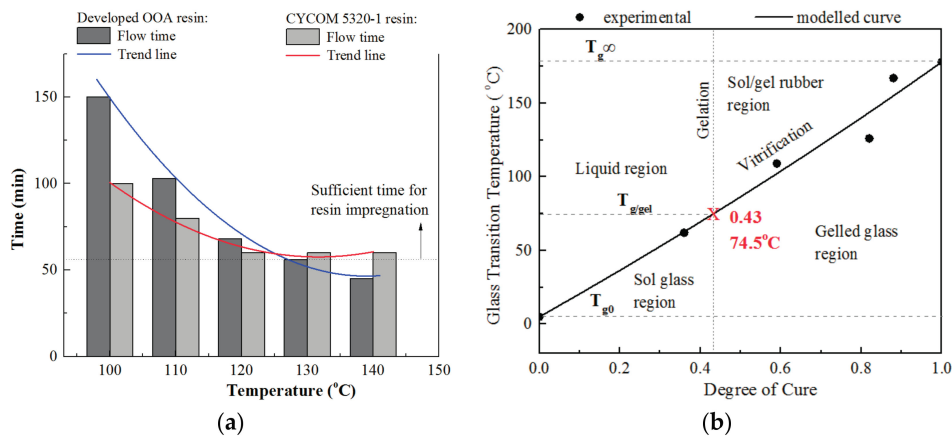 Developed OOA resin:
Flow time
Trend line
CYCOM 5320-1 resin:
Flow time
Trend line
Time (min)
150
100
50
0
Sufficient time for
resin impregnation
100 110 120 130 140 150
Temperature (°C)
(a)
experimental
modelled curve
Glass Transition Temperature (°C)
200
150
100
50
0
Tg∞
Gelation
Sol/gel rubber
region
Vitrification
Liquid region
Tg/gel
X 0.43
74.5°C
Gelled glass
region
Sol glass
region
Tg0
0.0 0.2 0.4 0.6 0.8 1.0
Degree of Cure
(b)